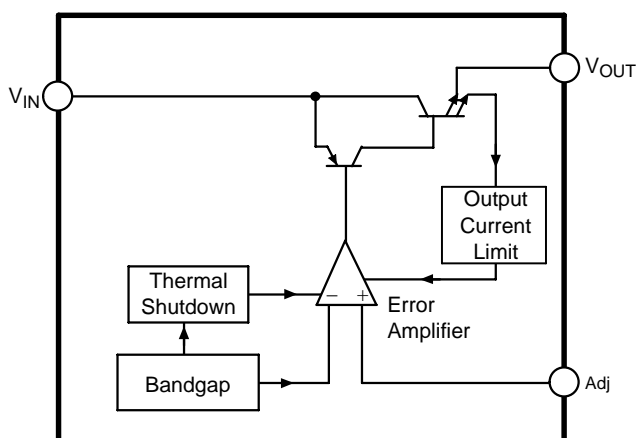 VIN
VOUT
Output
Current
Limit
Thermal
Shutdown
− +
Error
Amplifier
Bandgap
Adj